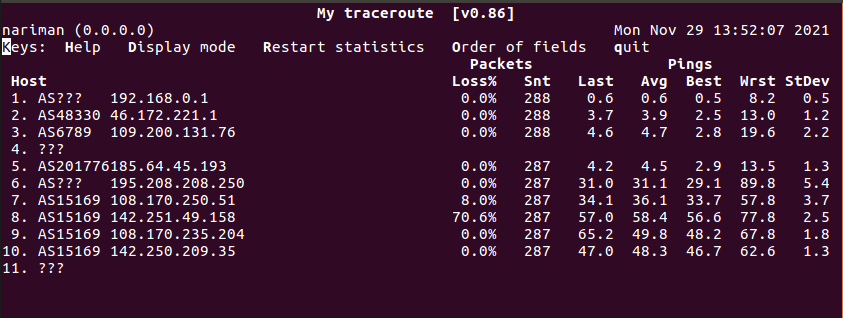 My traceroute  [v0.86]
nariman (0.0.0.0)                                  Mon Nov 29 13:52:07 2021
Keys:  Help   Display mode   Restart statistics   Order of fields   quit
Packets               Pings
Host                                 Loss%   Snt   Last   Avg  Best  Wrst StDev
1. AS???   192.168.0.1               0.0%   288    0.6   0.6   0.5   8.2   0.5
2. AS48330 46.172.221.1              0.0%   288    3.7   3.9   2.5  13.0   1.2
3. AS6789  109.200.131.76            0.0%   288    4.6   4.7   2.8  19.6   2.2
4. ???
5. AS201776185.64.45.193             0.0%   287    4.2   4.5   2.9  13.5   1.3
6. AS???   195.208.208.250           0.0%   287   31.0  31.1  29.1  89.8   5.4
7. AS15169 108.170.250.51            8.0%   287   34.1  36.1  33.7  57.8   3.7
8. AS15169 142.251.49.158           70.6%   287   57.0  58.4  56.6  77.8   2.5
9. AS15169 108.170.235.204           0.0%   287   65.2  49.8  48.2  67.8   1.8
10. AS15169 142.250.209.35            0.0%   287   47.0  48.3  46.7  62.6   1.3
11. ???